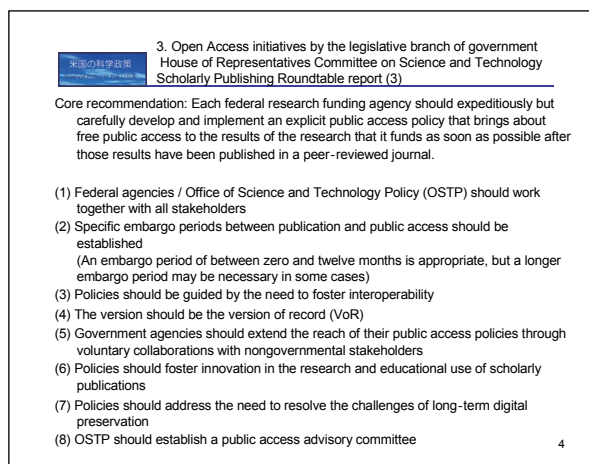 3. Open Access initiatives by the legislative branch of government
House of Representatives Committee on Science and Technology
Scholarly Publishing Roundtable report (3)
米国の科学政策
Core recommendation: Each federal research funding agency should expeditiously but
carefully develop and implement an explicit public access policy that brings about
free public access to the results of the research that it funds as soon as possible after
those results have been published in a peer-reviewed journal.
(1) Federal agencies / Office of Science and Technology Policy (OSTP) should work
together with all stakeholders
(2) Specific embargo periods between publication and public access should be
established
(An embargo period of between zero and twelve months is appropriate, but a longer
embargo period may be necessary in some cases)
(3) Policies should be guided by the need to foster interoperability
(4) The version should be the version of record (VoR)
(5) Government agencies should extend the reach of their public access policies through
voluntary collaborations with nongovernmental stakeholders
(6) Policies should foster innovation in the research and educational use of scholarly
publications
(7) Policies should address the need to resolve the challenges of long-term digital
preservation
(8) OSTP should establish a public access advisory committee
4